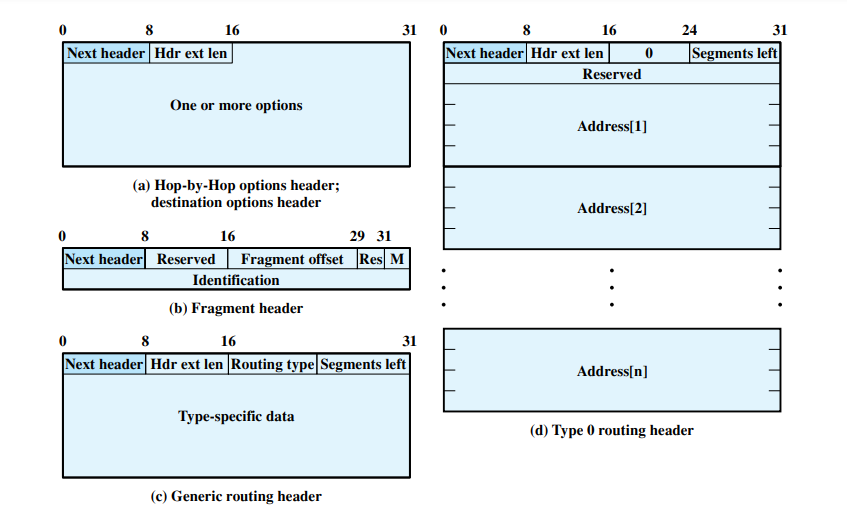 0 8 16 31
Next header Hdr ext len
One or more options
(a) Hop-by-Hop options header;
destination options header
0 8 16 29 31
Next header Reserved Fragment offset Res M
Identification
(b) Fragment header
0 8 16 31
Next header Hdr ext len Routing type Segments left
Type-specific data
(c) Generic routing header
0 8 16 24 31
Next header Hdr ext len 0 Segments left
Reserved
Address[1]
Address[2]
Address[n]
(d) Type 0 routing header